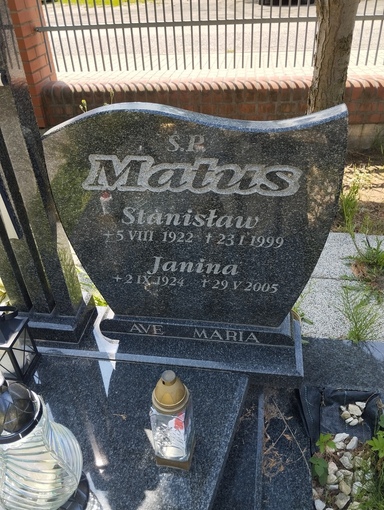 S.P.
Matus
Stanisław
+5 VIII 1922 †23 I 1999
Janina
+2 IX 1924 †29 V 2005
AVE MARIA